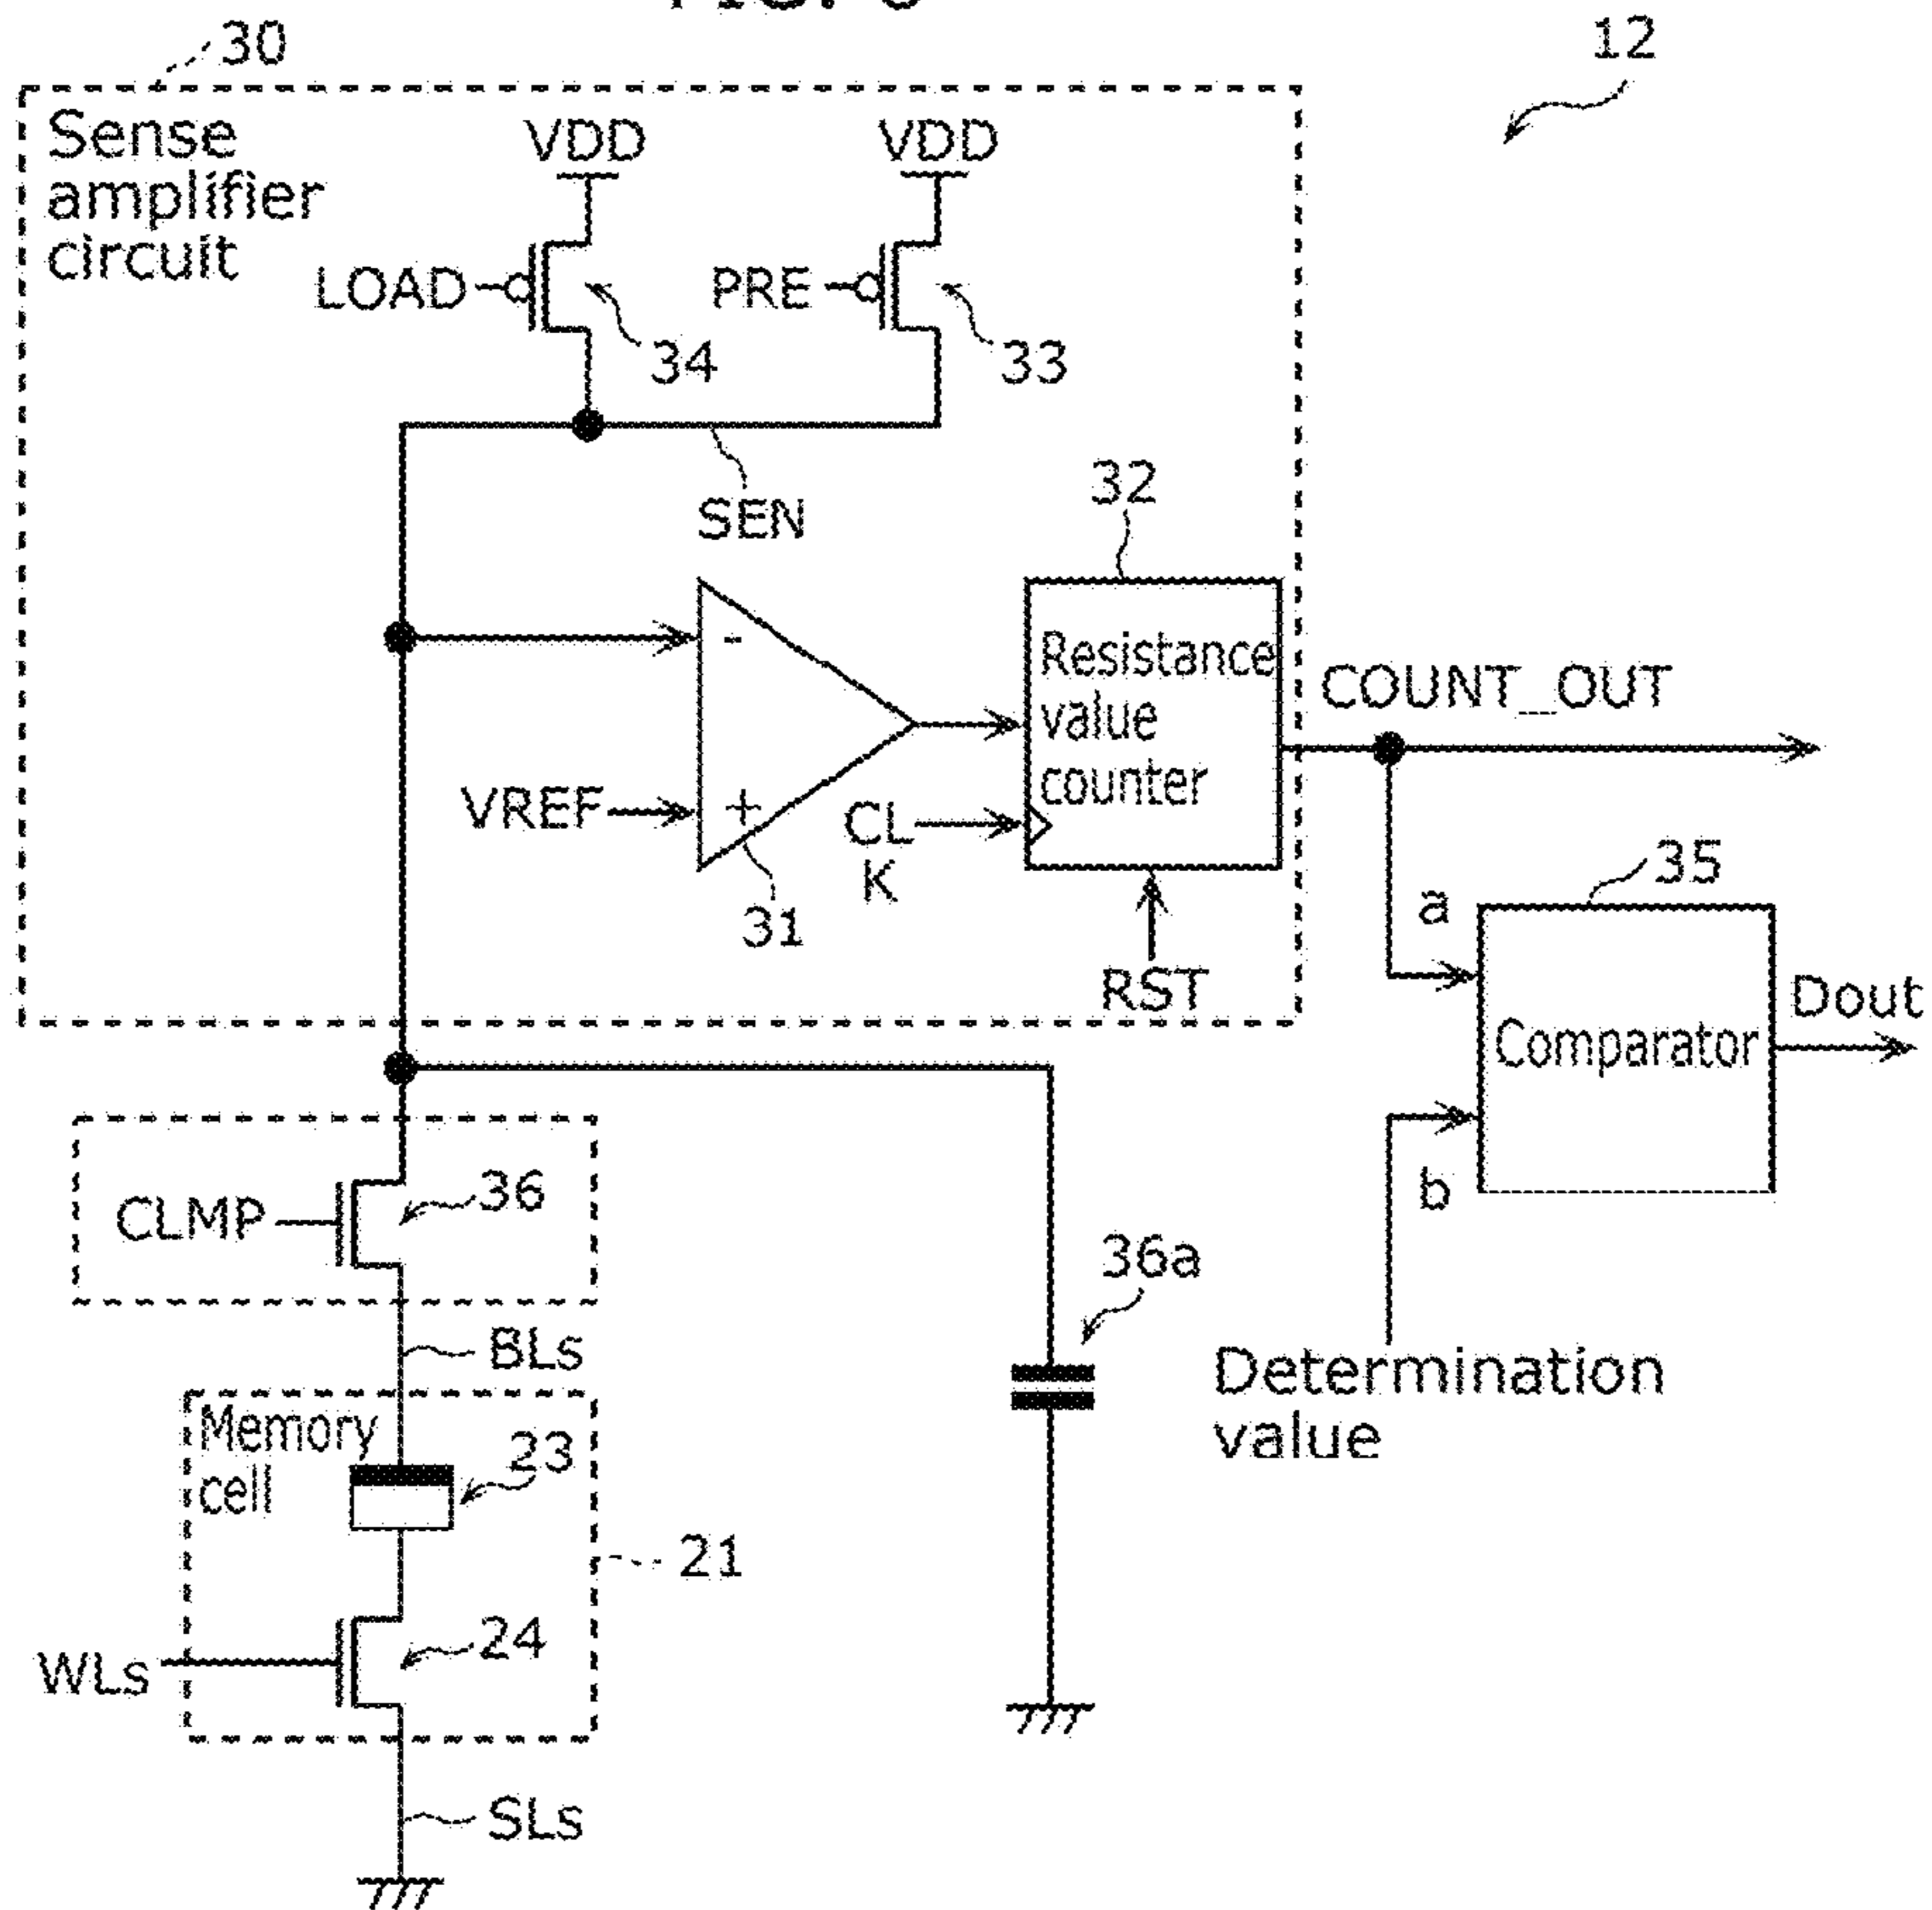 30
12
Sense
amplifier
circuit
VDD
VDD
LOAD
PRE
34
33
SEN
32
-
Resistance
value
counter
COUNT_OUT
VREF
+
CL
K
31
RST
35
a
Comparator
Dout
b
CLMP
36
36a
BLs
Determination
value
Memory
cell
23
21
WLs
24
SLs